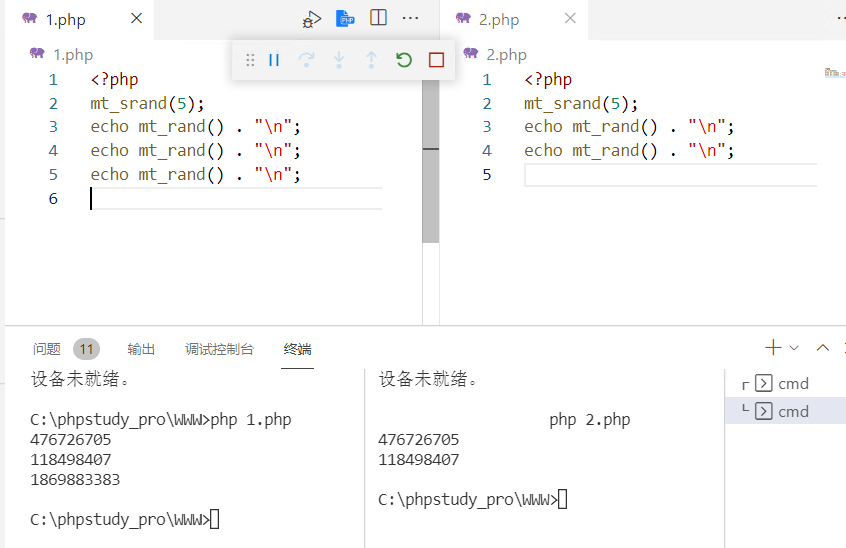 1.php
2.php
1.php
2.php
1 <?php
2 mt_srand(5);
3 echo mt_rand() . "\n";
4 echo mt_rand() . "\n";
5 echo mt_rand() . "\n";
6
1 <?php
2 mt_srand(5);
3 echo mt_rand() . "\n";
4 echo mt_rand() . "\n";
5
问题 11 输出 调试控制台 终端
设备未就绪。
C:\phpstudy_pro\WWW>php 1.php
476726705
118498407
1869883383
C:\phpstudy_pro\WWW>
设备未就绪。
php 2.php
476726705
118498407
C:\phpstudy_pro\WWW>
cmd
cmd